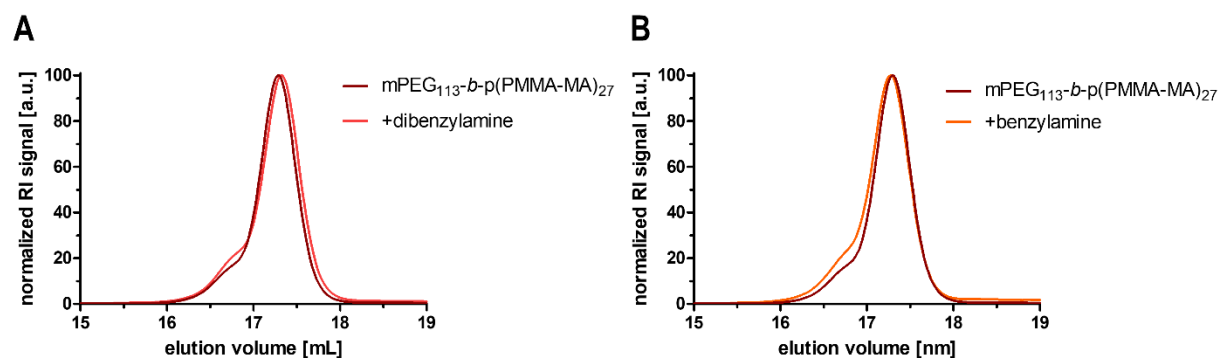 A
normalized RI signal [a.u.]
100
80
60
40
20
0
15
16
17
18
19
elution volume [mL]
mPEG113-b-p(PMMA-MA)27
+dibenzylamine
B
normalized RI signal [a.u.]
100
80
60
40
20
0
15
16
17
18
19
elution volume [nm]
mPEG113-b-p(PMMA-MA)27
+benzylamine